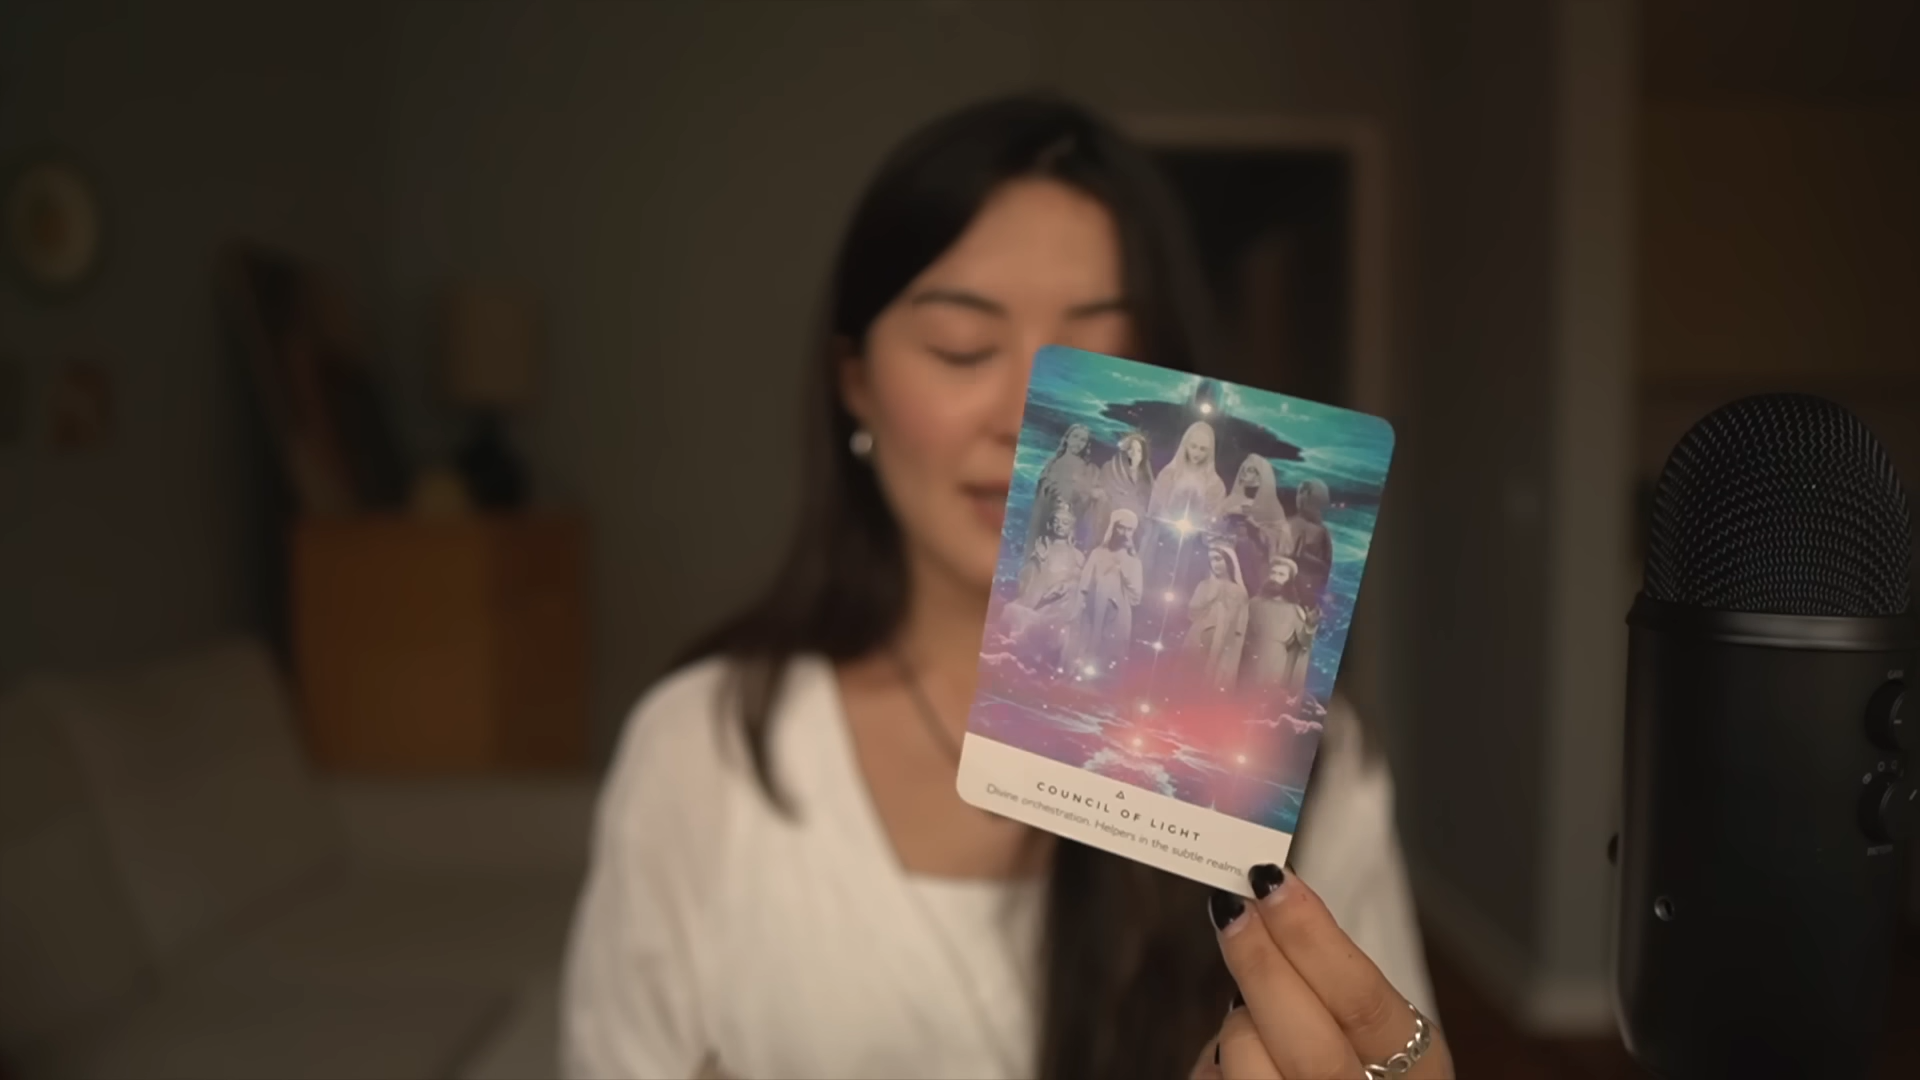 COUNCIL OF LIGHT
Divine orchestration. Helpers in the subtle realms.